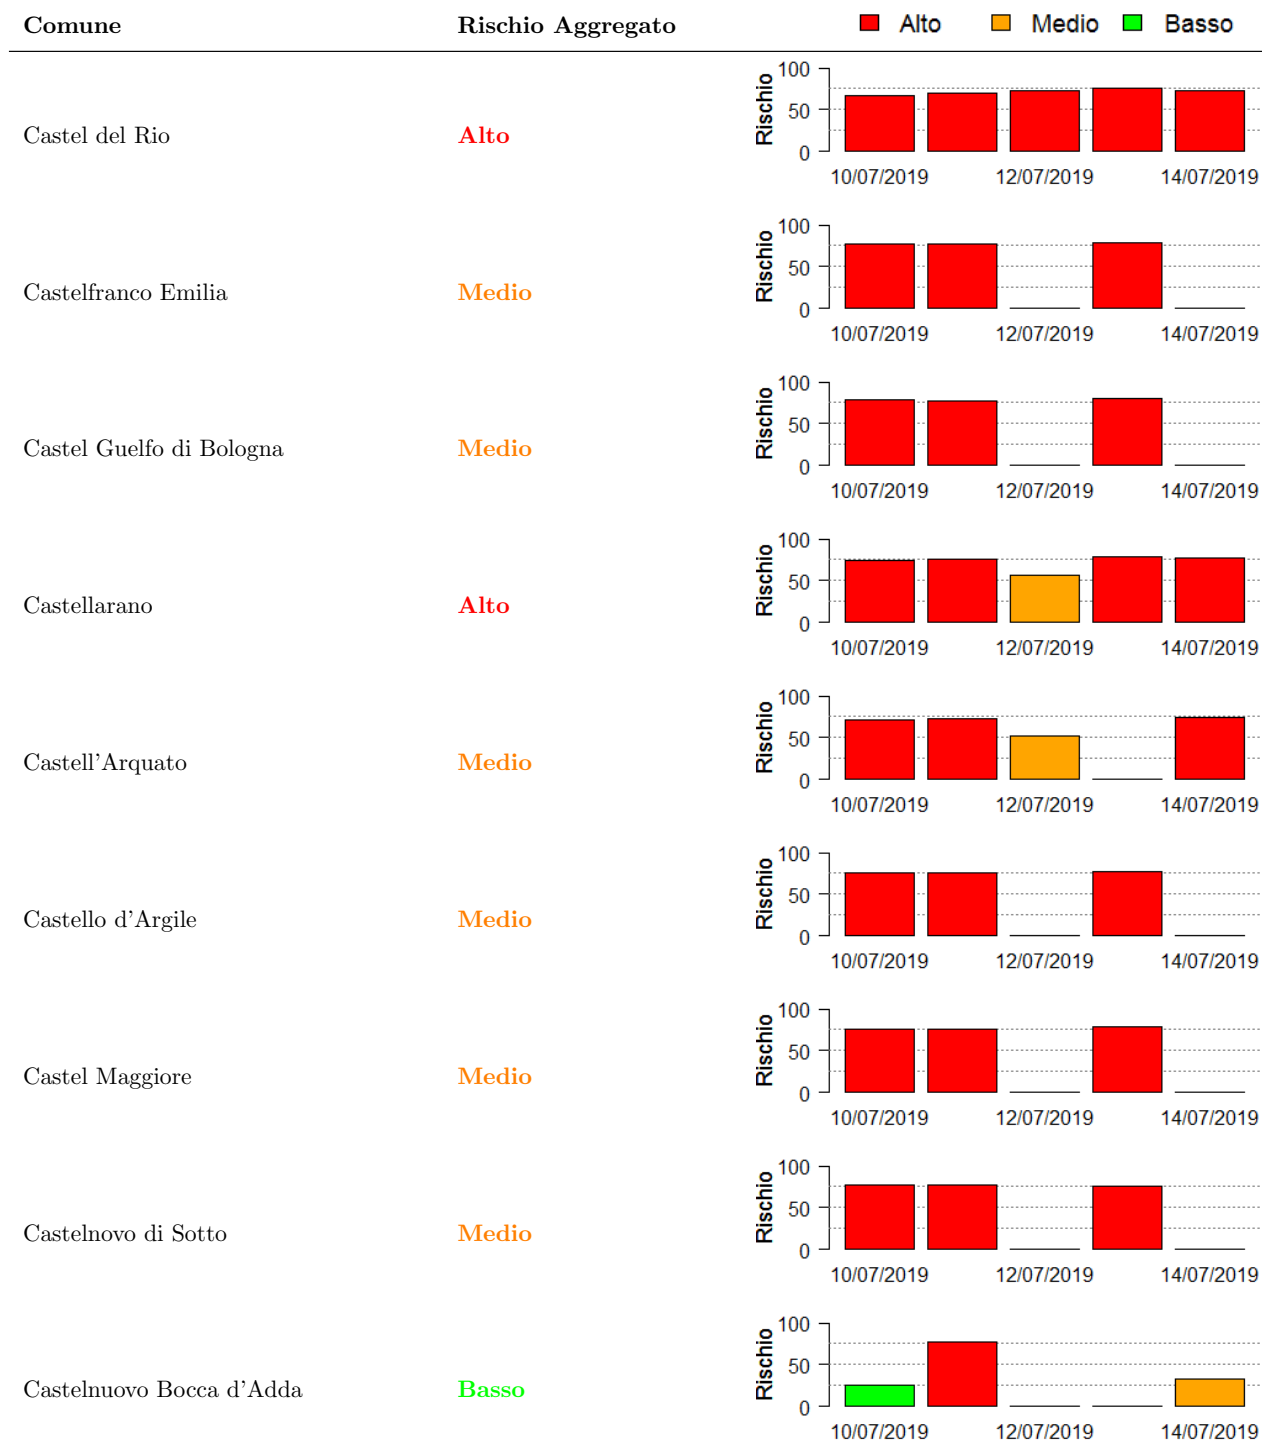 Comune Rischio Aggregato Alto Medio Basso
100
50
0
Rischio
Castel del Rio Alto
10/07/2019 12/07/2019 14/07/2019
100
50
0
Rischio
Castelfranco Emilia Medio
10/07/2019 12/07/2019 14/07/2019
100
50
0
Rischio
Castel Guelfo di Bologna Medio
10/07/2019 12/07/2019 14/07/2019
100
50
0
Rischio
Castellarano Alto
10/07/2019 12/07/2019 14/07/2019
100
50
0
Rischio
Castell'Arquato Medio
10/07/2019 12/07/2019 14/07/2019
100
50
0
Rischio
Castello d'Argile Medio
10/07/2019 12/07/2019 14/07/2019
100
50
0
Rischio
Castel Maggiore Medio
10/07/2019 12/07/2019 14/07/2019
100
50
0
Rischio
Castelnovo di Sotto Medio
10/07/2019 12/07/2019 14/07/2019
100
50
0
Rischio
Castelnuovo Bocca d'Adda Basso
10/07/2019 12/07/2019 14/07/2019